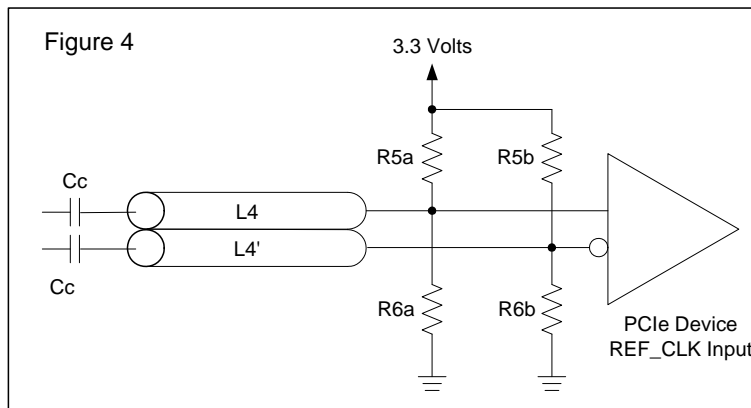 Figure 4
3.3 Volts
R5a
R5b
Cc
L4
L4'
Cc
R6a
R6b
PCIe Device
REF_CLK Input